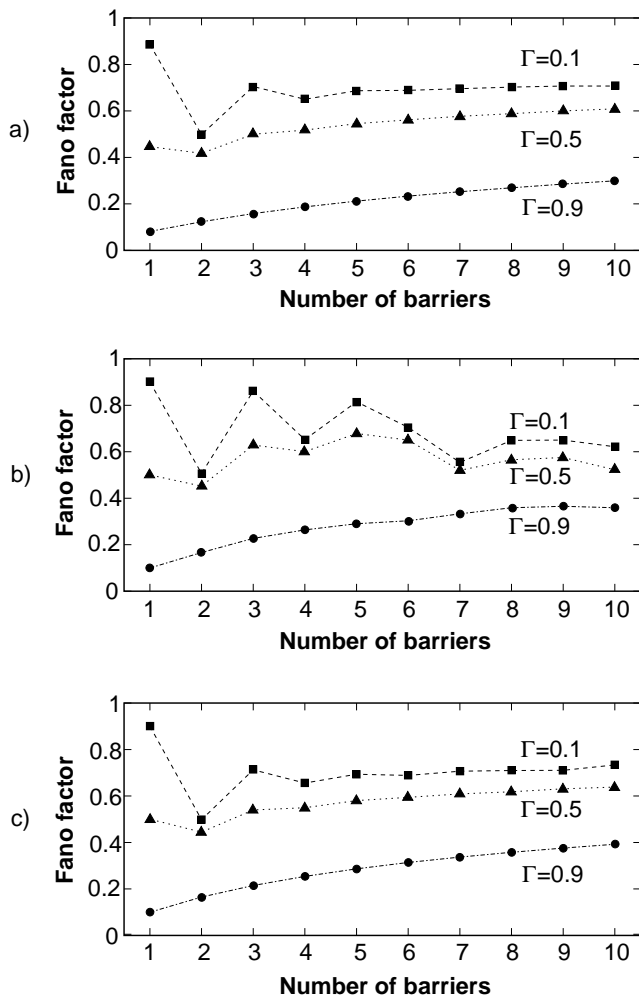 a)
Fano factor
1
0.8
0.6
0.4
0.2
0
Γ=0.1
Γ=0.5
Γ=0.9
1 2 3 4 5 6 7 8 9 10
Number of barriers
b)
Fano factor
1
0.8
0.6
0.4
0.2
0
Γ=0.1
Γ=0.5
Γ=0.9
1 2 3 4 5 6 7 8 9 10
Number of barriers
c)
Fano factor
1
0.8
0.6
0.4
0.2
0
Γ=0.1
Γ=0.5
Γ=0.9
1 2 3 4 5 6 7 8 9 10
Number of barriers